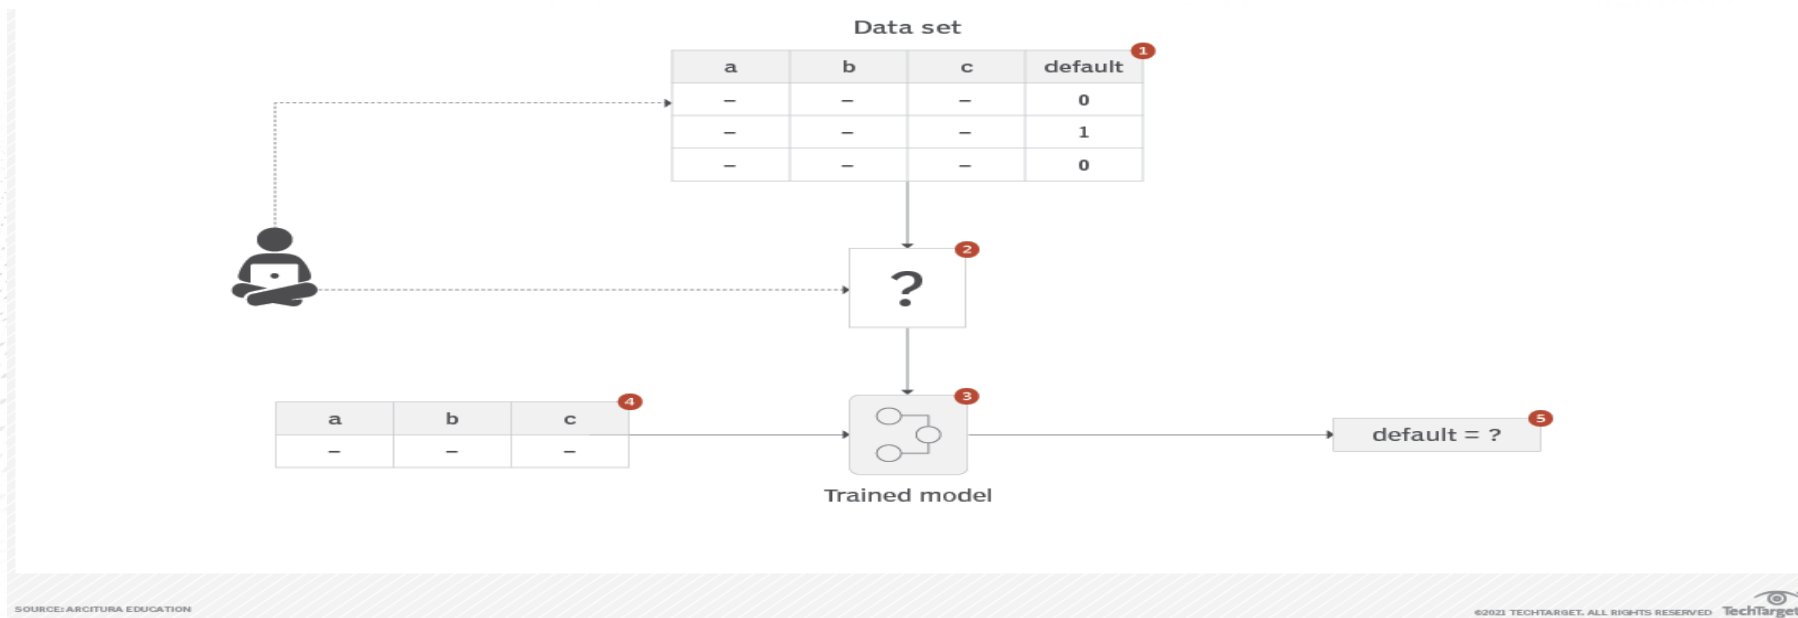 Data set
1
a b c default
– – – 0
– – – 1
– – – 0
2
?
4
a b c
– – –
3
Trained model
5
default = ?
SOURCE: ARCITURA EDUCATION
©2021 TECHTARGET. ALL RIGHTS RESERVED TechTarget